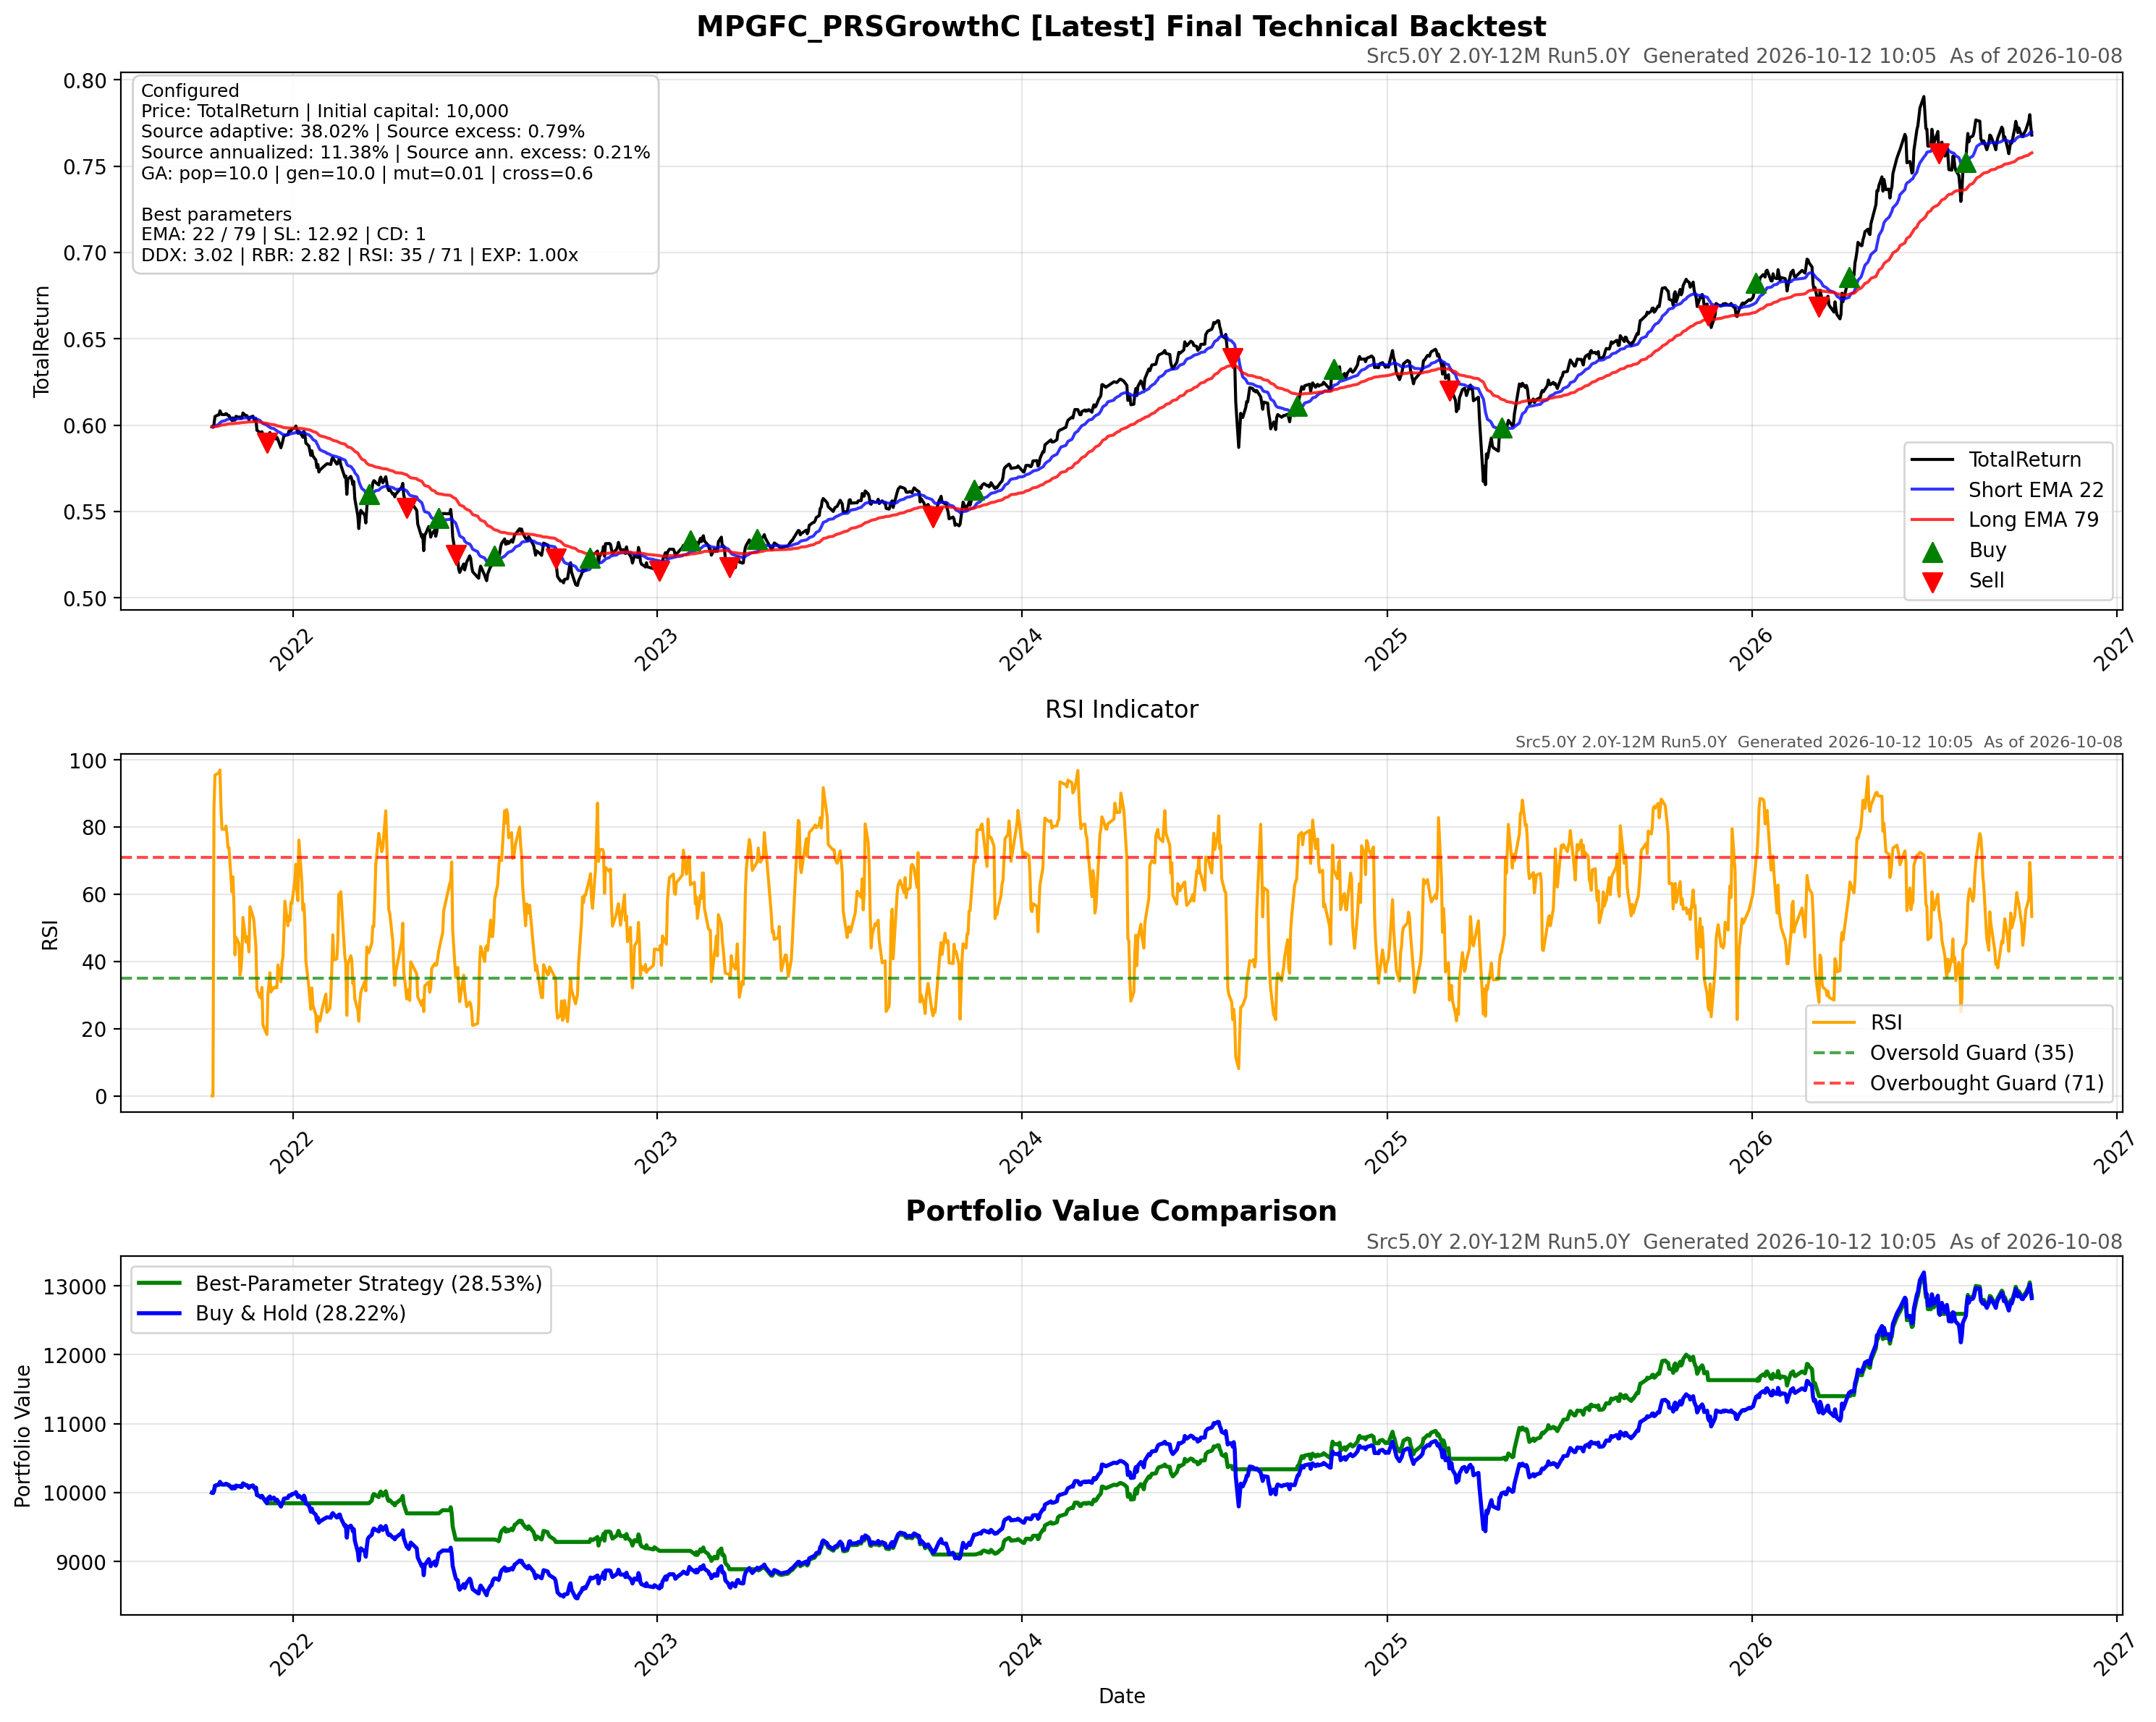 MPGFC_PRSGrowthC [Latest] Final Technical Backtest
Src5.0Y 2.0Y-12M Run5.0Y  Generated 2026-10-12 10:05  As of 2026-10-08
Configured
Price: TotalReturn | Initial capital: 10,000
Source adaptive: 38.02% | Source excess: 0.79%
Source annualized: 11.38% | Source ann. excess: 0.21%
GA: pop=10.0 | gen=10.0 | mut=0.01 | cross=0.6
Best parameters
EMA: 22 / 79 | SL: 12.92 | CD: 1
DDX: 3.02 | RBR: 2.82 | RSI: 35 / 71 | EXP: 1.00x
TotalReturn
0.80
0.75
0.70
0.65
0.60
0.55
0.50
TotalReturn
Short EMA 22
Long EMA 79
Buy
Sell
2022
2023
2024
2025
2026
2027
RSI Indicator
Src5.0Y 2.0Y-12M Run5.0Y  Generated 2026-10-12 10:05  As of 2026-10-08
RSI
100
80
60
40
20
0
RSI
Oversold Guard (35)
Overbought Guard (71)
2022
2023
2024
2025
2026
2027
Portfolio Value Comparison
Src5.0Y 2.0Y-12M Run5.0Y  Generated 2026-10-12 10:05  As of 2026-10-08
Best-Parameter Strategy (28.53%)
Buy & Hold (28.22%)
Portfolio Value
13000
12000
11000
10000
9000
2022
2023
2024
2025
2026
2027
Date